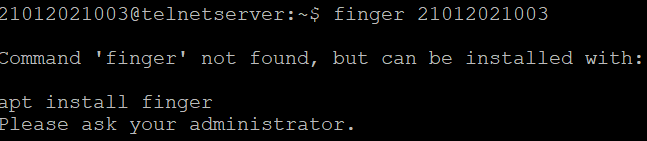 21012021003@telnetserver:~$ finger 21012021003
Command 'finger' not found, but can be installed with:
apt install finger
Please ask your administrator.